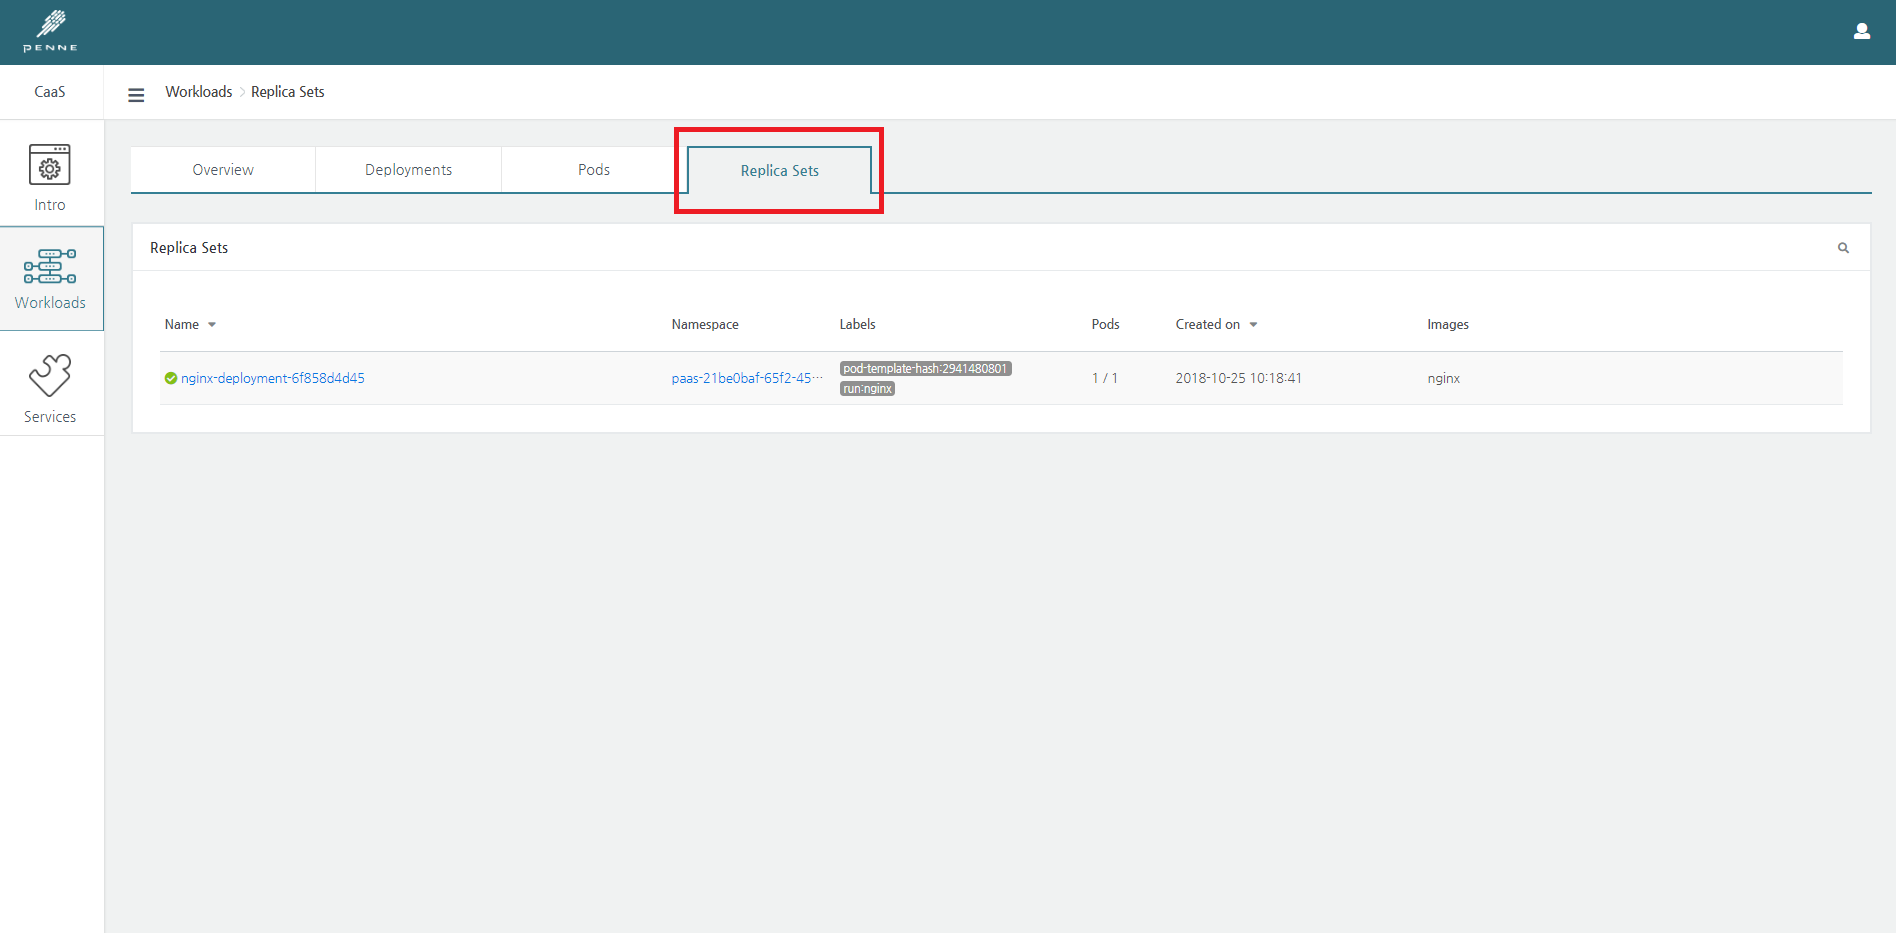 PENNE
CaaS
Workloads > Replica Sets
Intro
Workloads
Services
Overview
Deployments
Pods
Replica Sets
Replica Sets
Name Namespace Labels Pods Created on Images
nginx-deployment-6f858d4d45 paas-21be0baf-65f2-45… pod-template-hash:2941480801 1 / 1 2018-10-25 10:18:41 nginx
run:nginx